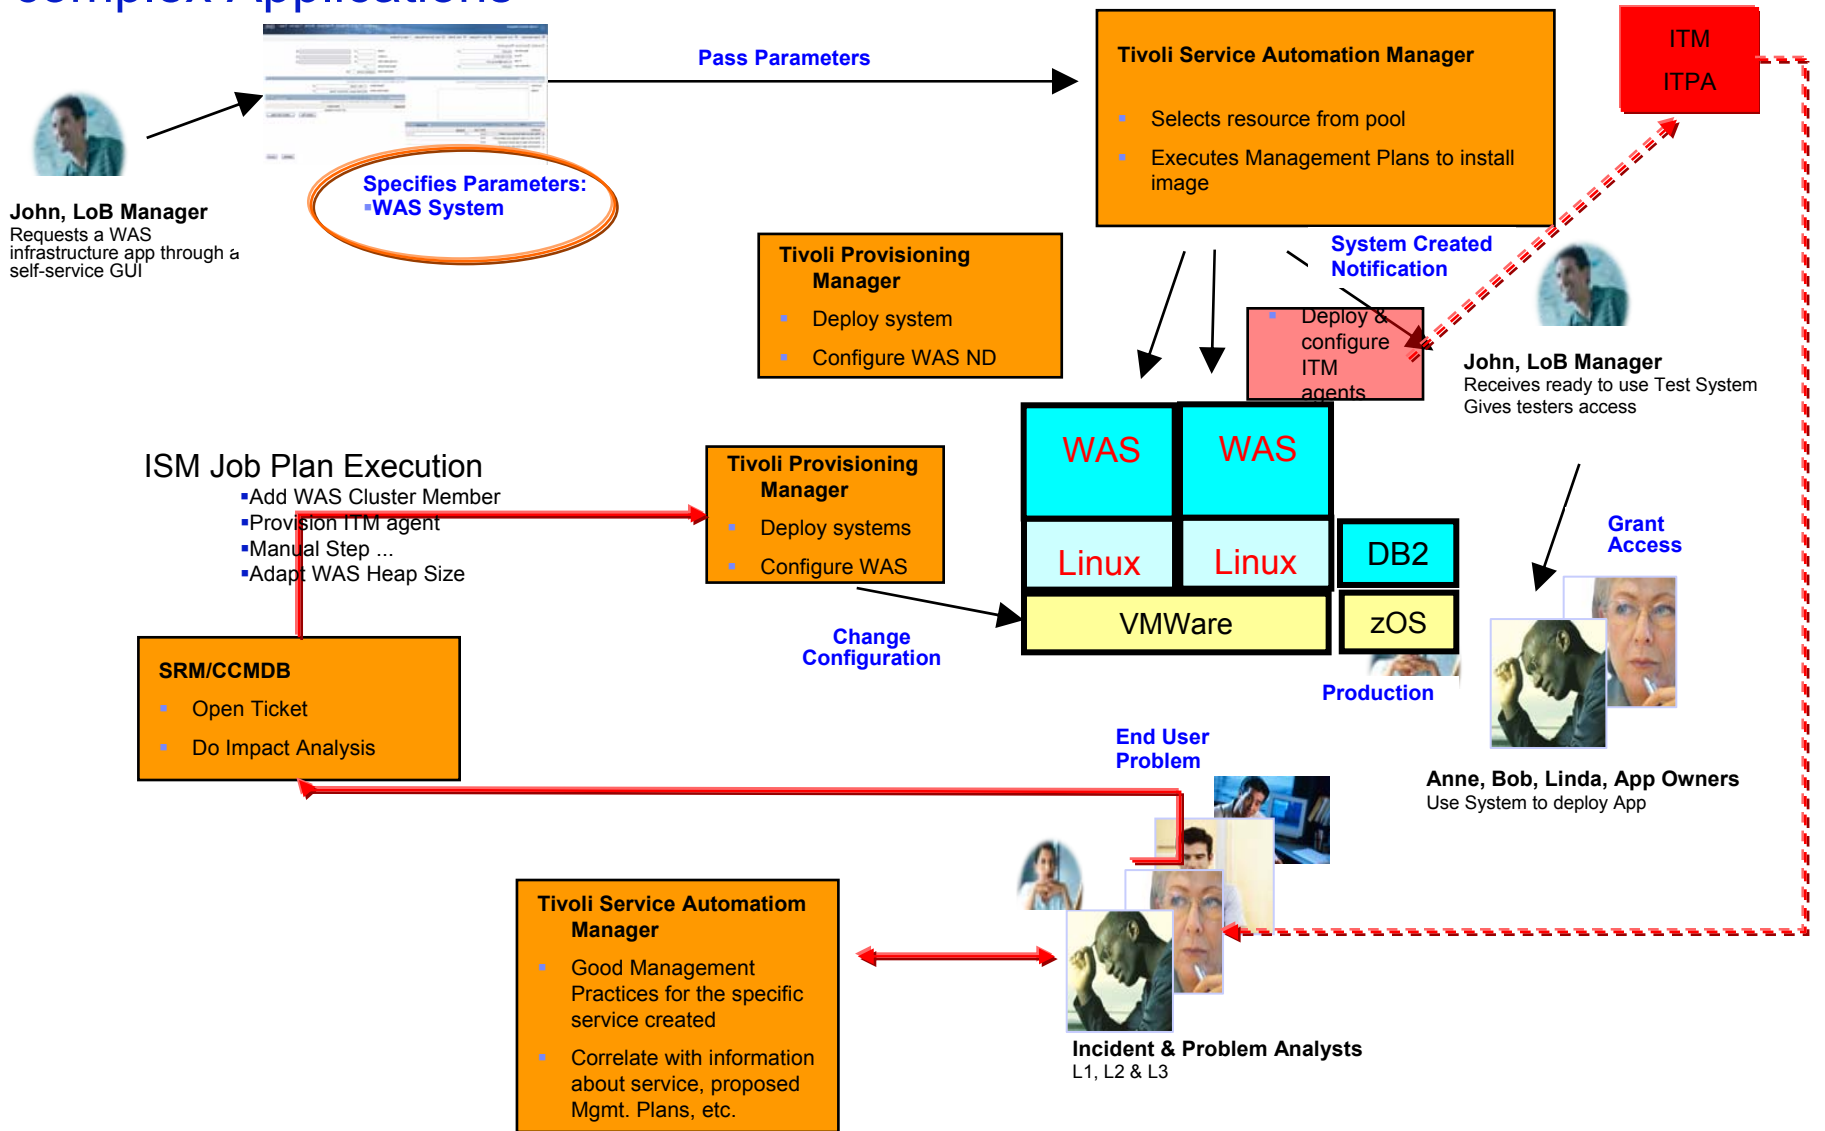 complex Applications
Pass Parameters
Tivoli Service Automation Manager
Selects resource from pool
Executes Management Plans to install
image
ITM
ITPA
John, LoB Manager
Requests a WAS
infrastructure app through a
self-service GUI
Specifies Parameters:
▪WAS System
Tivoli Provisioning
Manager
Deploy system
Configure WAS ND
System Created
Notification
Deploy &
configure
ITM
agents
John, LoB Manager
Receives ready to use Test System
Gives testers access
ISM Job Plan Execution
▪Add WAS Cluster Member
▪Provision ITM agent
▪Manual Step ...
▪Adapt WAS Heap Size
Tivoli Provisioning
Manager
Deploy systems
Configure WAS
WAS
WAS
Linux
Linux
DB2
VMWare
zOS
Grant
Access
Change
Configuration
Production
SRM/CCMDB
Open Ticket
Do Impact Analysis
End User
Problem
Anne, Bob, Linda, App Owners
Use System to deploy App
Tivoli Service Automatiom
Manager
Good Management
Practices for the specific
service created
Correlate with information
about service, proposed
Mgmt. Plans, etc.
Incident & Problem Analysts
L1, L2 & L3